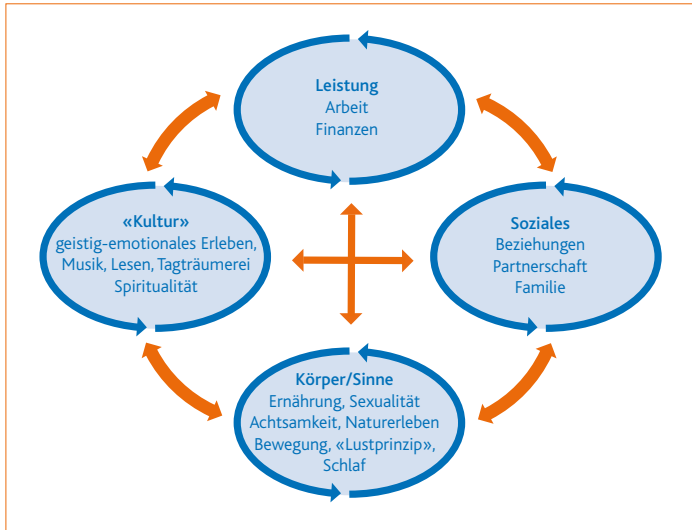 Leistung
Arbeit
Finanzen
«Kultur»
geistig-emotionales Erleben,
Musik, Lesen, Tagträumerei
Spiritualität
Soziales
Beziehungen
Partnerschaft
Familie
Körper/Sinne
Ernährung, Sexualität
Achtsamkeit, Naturerleben
Bewegung, «Lustprinzip»,
Schlaf